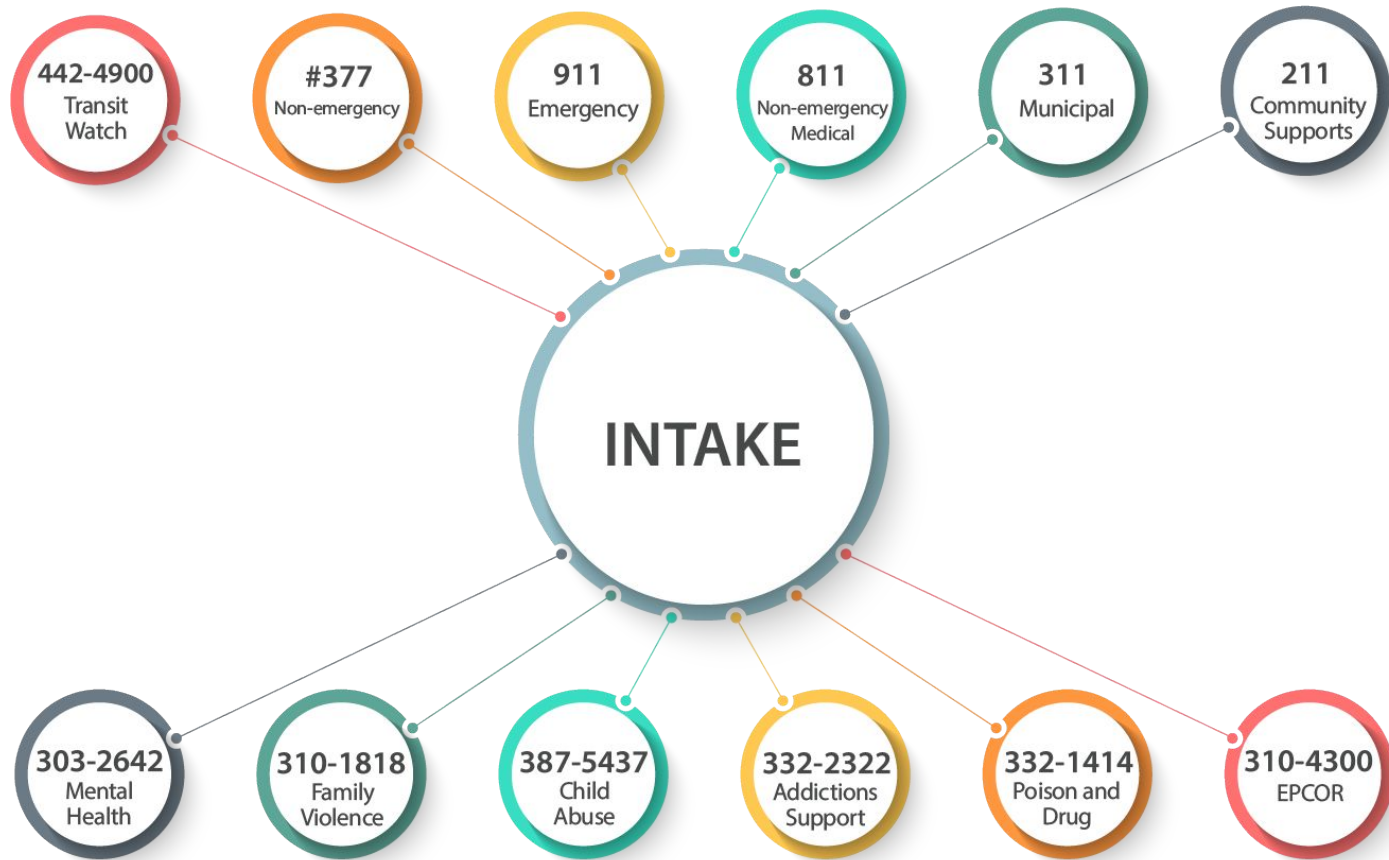 442-4900
Transit
Watch
#377
Non-emergency
911
Emergency
811
Non-emergency
Medical
311
Municipal
211
Community
Supports
INTAKE
303-2642
Mental
Health
310-1818
Family
Violence
387-5437
Child
Abuse
332-2322
Addictions
Support
332-1414
Poison and
Drug
310-4300
EPCOR